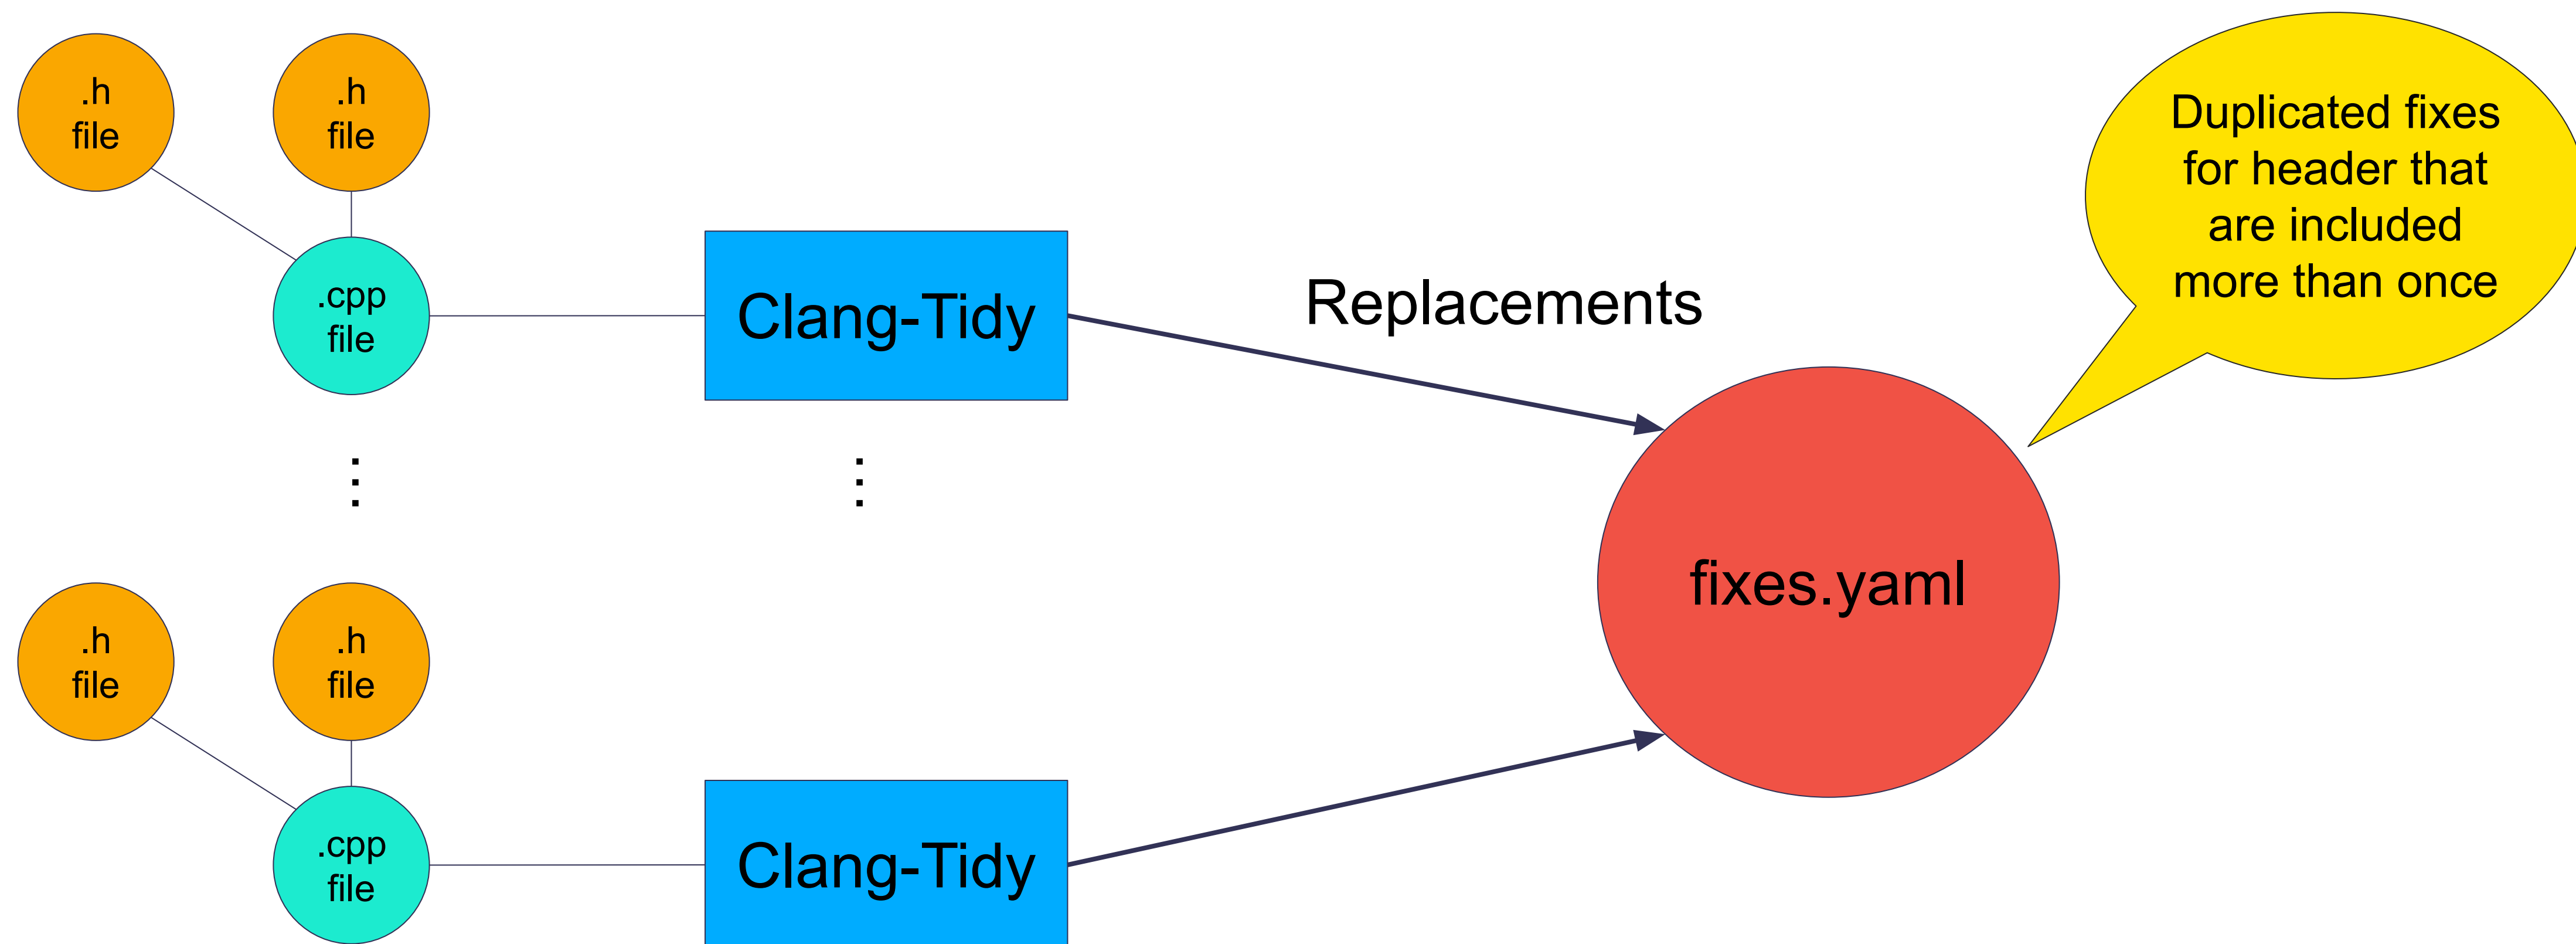 .h
file
.h
file
.cpp
file
Clang-Tidy
Replacements
Duplicated fixes
for header that
are included
more than once
fixes.yaml
.h
file
.h
file
.cpp
file
Clang-Tidy